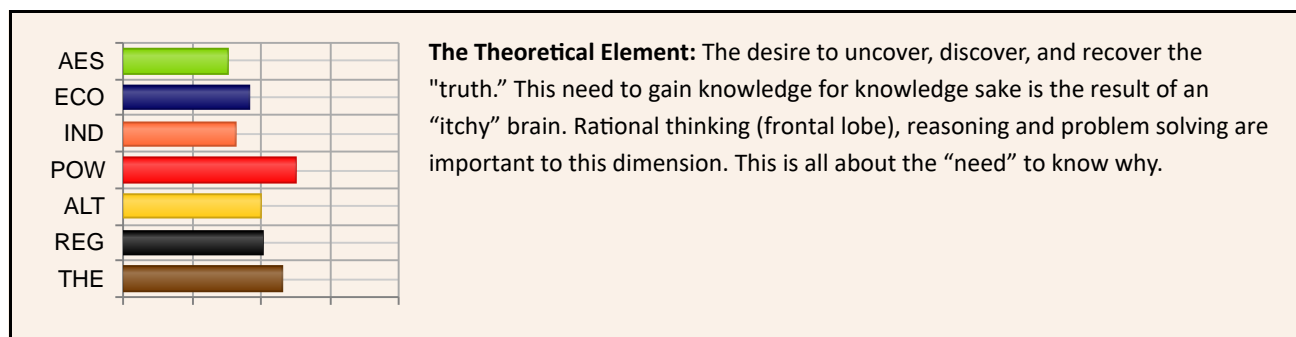 AES
ECO
IND
POW
ALT
REG
THE
The Theoretical Element: The desire to uncover, discover, and recover the
"truth.” This need to gain knowledge for knowledge sake is the result of an
“itchy” brain. Rational thinking (frontal lobe), reasoning and problem solving are
important to this dimension. This is all about the “need” to know why.